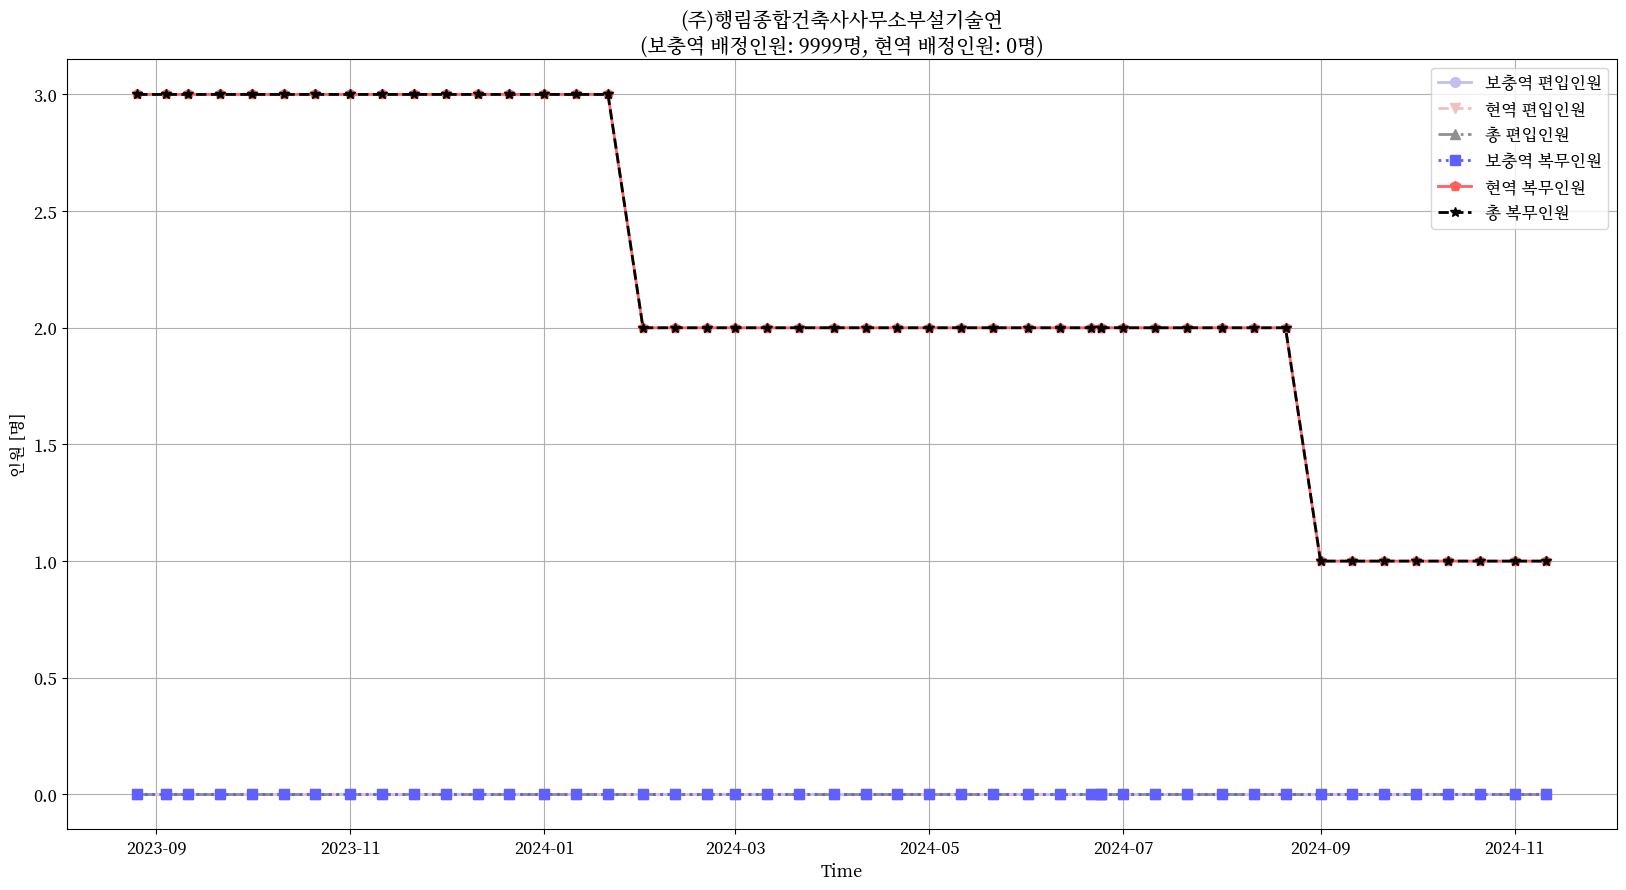 (주)행림종합건축사사무소부설기술연
(보충역 배정인원: 9999명, 현역 배정인원: 0명)
보충역 편입인원
현역 편입인원
총 편입인원
보충역 복무인원
현역 복무인원
총 복무인원
인원 [명]
3.0
2.5
2.0
1.5
1.0
0.5
0.0
2023-09
2023-11
2024-01
2024-03
2024-05
2024-07
2024-09
2024-11
Time